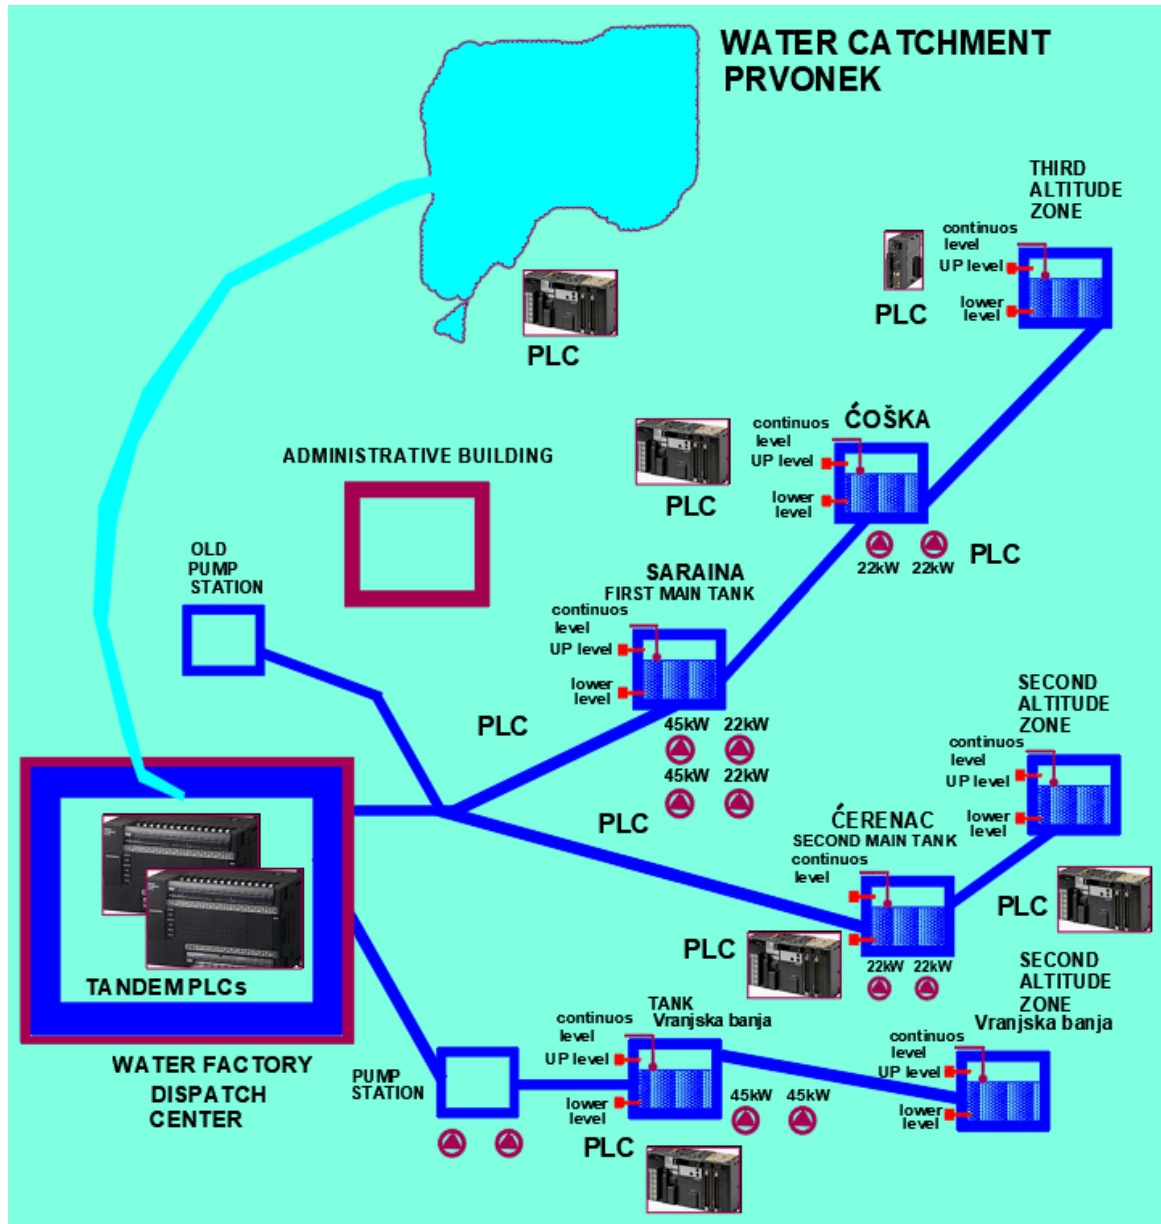 WATER CATCHMENT
PRVONEK
THIRD
ALTITUDE
ZONE
continuos
level
UP level
lower
level
PLC
PLC
ĆOŠKA
continuos
level
UP level
lower
level
PLC
22kW 22kW
PLC
ADMINISTRATIVE BUILDING
OLD
PUMP
STATION
SARAINA
FIRST MAIN TANK
continuos
level
UP level
lower
level
PLC
45kW 22kW
45kW 22kW
PLC
SECOND
ALTITUDE
ZONE
continuos
level
UP level
lower
level
ĆERENAC
SECOND MAIN TANK
continuos
level
PLC
PLC
22kW 22kW
TANDEM PLCs
WATER FACTORY
DISPATCH
CENTER
PUMP
STATION
TANK
Vranjska banja
continuos
level
UP level
lower
level
PLC
45kW 45kW
SECOND
ALTITUDE
ZONE
Vranjska banja
continuos
level
UP level
lower
level